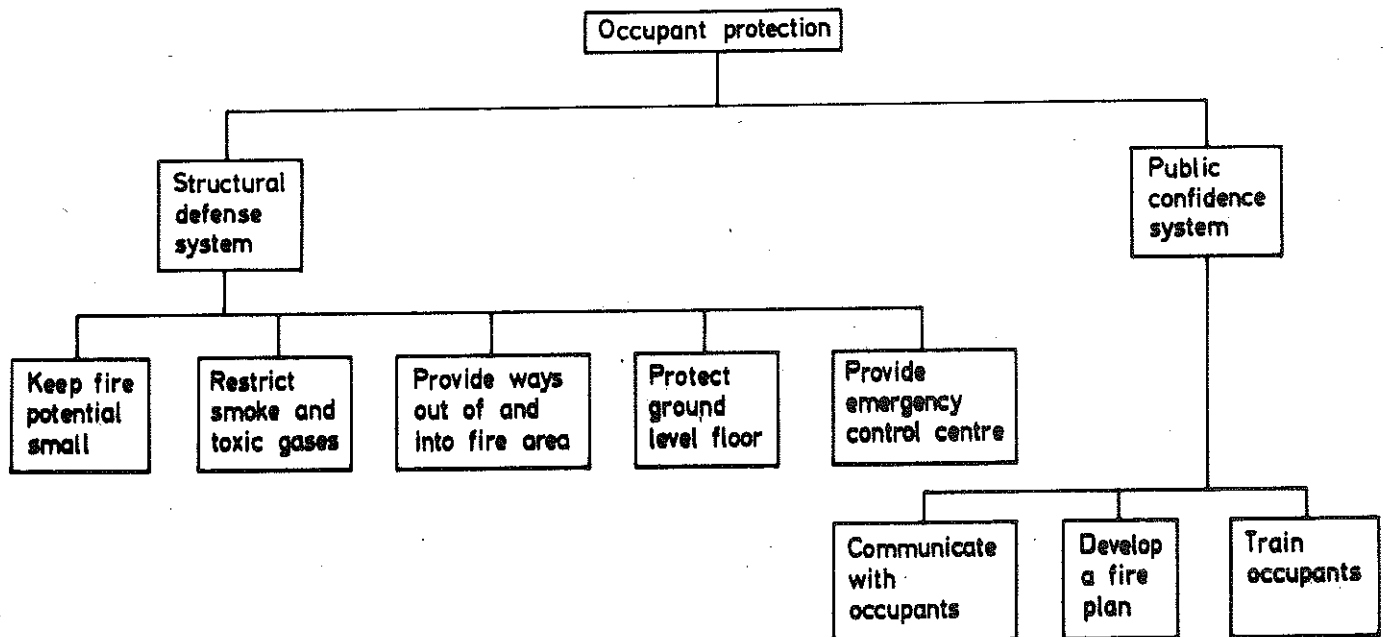 Occupant protection
Structural
defense
system
Public
confidence
system
Keep fire
potential
small
Restrict
smoke and
toxic gases
Provide ways
out of and
into fire area
Protect
ground
level floor
Provide
emergency
control centre
Communicate
with
occupants
Develop
a fire
plan
Train
occupants